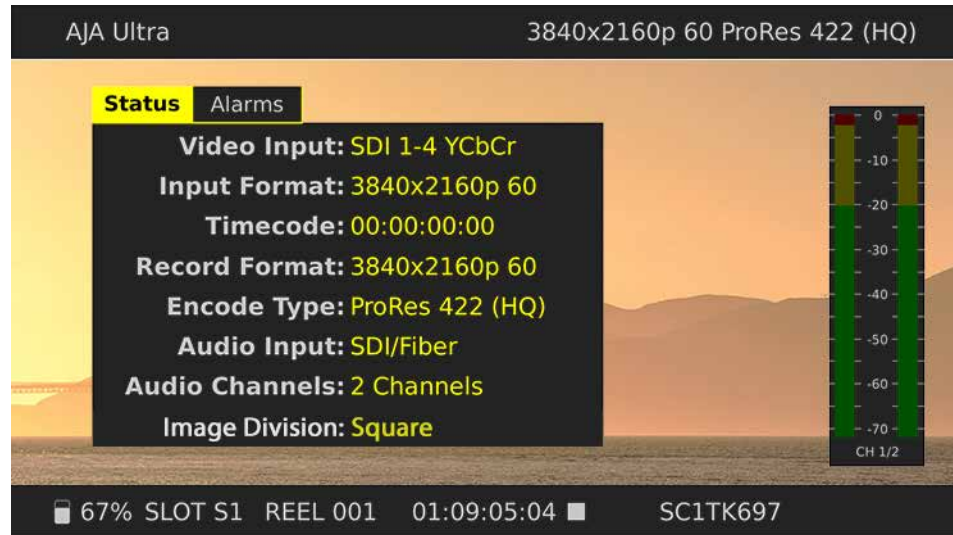 AJA Ultra 3840x2160p 60 ProRes 422 (HQ)
Status Alarms
Video Input: SDI 1-4 YCbCr
Input Format: 3840x2160p 60
Timecode: 00:00:00:00
Record Format: 3840x2160p 60
Encode Type: ProRes 422 (HQ)
Audio Input: SDI/Fiber
Audio Channels: 2 Channels
Image Division: Square
0
-10
-20
-30
-40
-50
-60
-70
CH 1/2
67% SLOT S1 REEL 001 01:09:05:04 SC1TK697